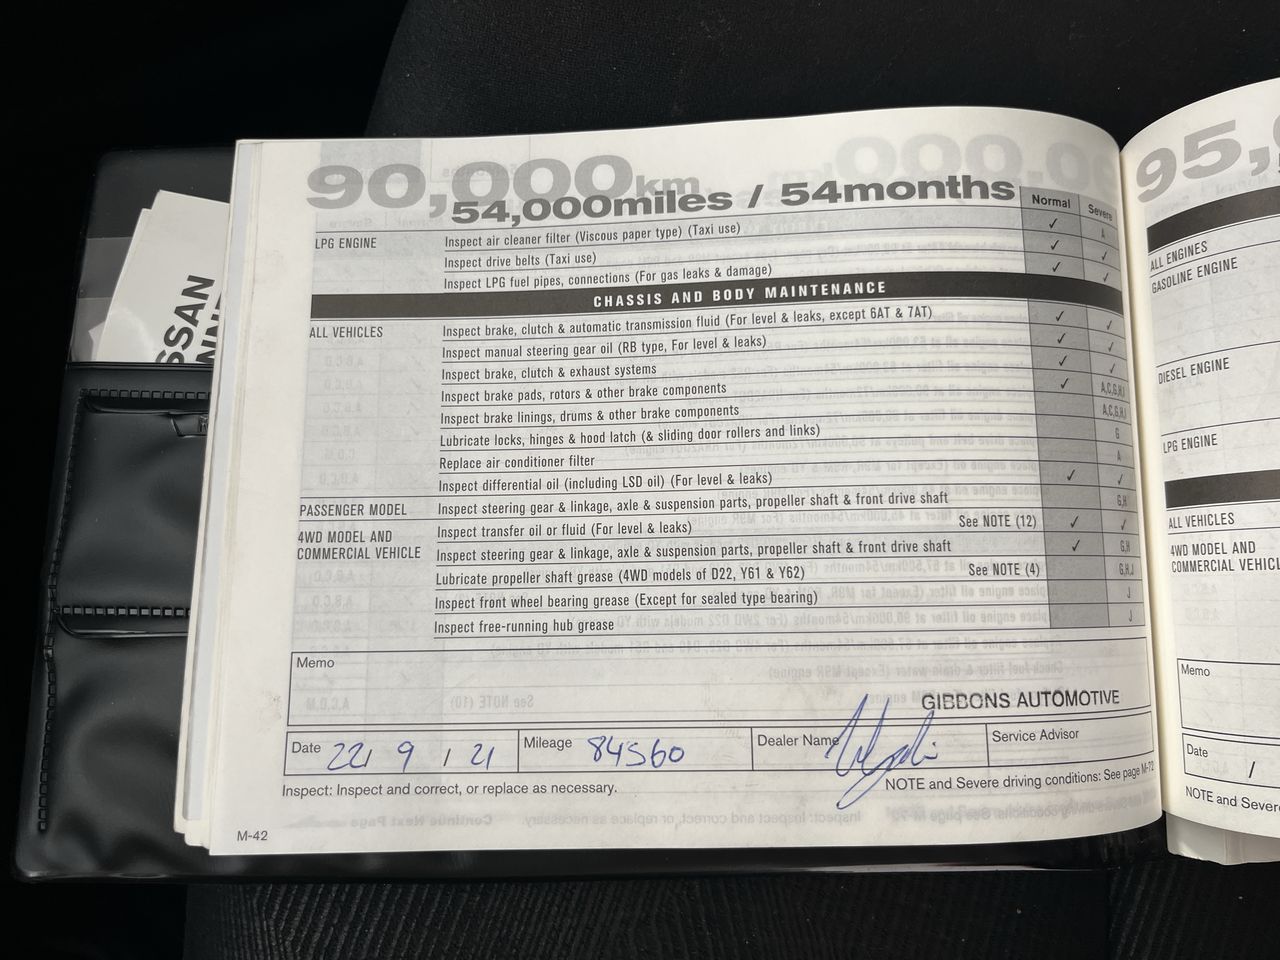 90,000km
54,000miles / 54months
Normal Severe
LPG ENGINE Inspect air cleaner filter (Viscous paper type) (Taxi use) ✓ A
Inspect drive belts (Taxi use) ✓ ✓
Inspect LPG fuel pipes, connections (For gas leaks & damage) ✓ ✓
CHASSIS AND BODY MAINTENANCE
ALL VEHICLES Inspect brake, clutch & automatic transmission fluid (For level & leaks, except 6AT & 7AT) ✓ ✓
Inspect manual steering gear oil (RB type, For level & leaks) ✓ ✓
Inspect brake, clutch & exhaust systems ✓ ✓
Inspect brake pads, rotors & other brake components ✓ A,C,G,H,I
Inspect brake linings, drums & other brake components A,C,G,H,I
Lubricate locks, hinges & hood latch (& sliding door rollers and links) G
Replace air conditioner filter A
Inspect differential oil (including LSD oil) (For level & leaks) ✓ ✓
PASSENGER MODEL Inspect steering gear & linkage, axle & suspension parts, propeller shaft & front drive shaft G,H
4WD MODEL AND COMMERCIAL VEHICLE Inspect transfer oil or fluid (For level & leaks) See NOTE (12) ✓ ✓
Inspect steering gear & linkage, axle & suspension parts, propeller shaft & front drive shaft ✓ G,H
Lubricate propeller shaft grease (4WD models of D22, Y61 & Y62) See NOTE (4) G,H,J
Inspect front wheel bearing grease (Except for sealed type bearing) J
Inspect free-running hub grease J
Memo
GIBBONS AUTOMOTIVE
Date 22/ 9 / 21 Mileage 84560 Dealer Name Service Advisor
Inspect: Inspect and correct, or replace as necessary. NOTE and Severe driving conditions: See page M-72
M-42
95,
ALL ENGINES
GASOLINE ENGINE
DIESEL ENGINE
LPG ENGINE
ALL VEHICLES
4WD MODEL AND
COMMERCIAL VEHICL
Memo
Date /
NOTE and Severe
SSAN